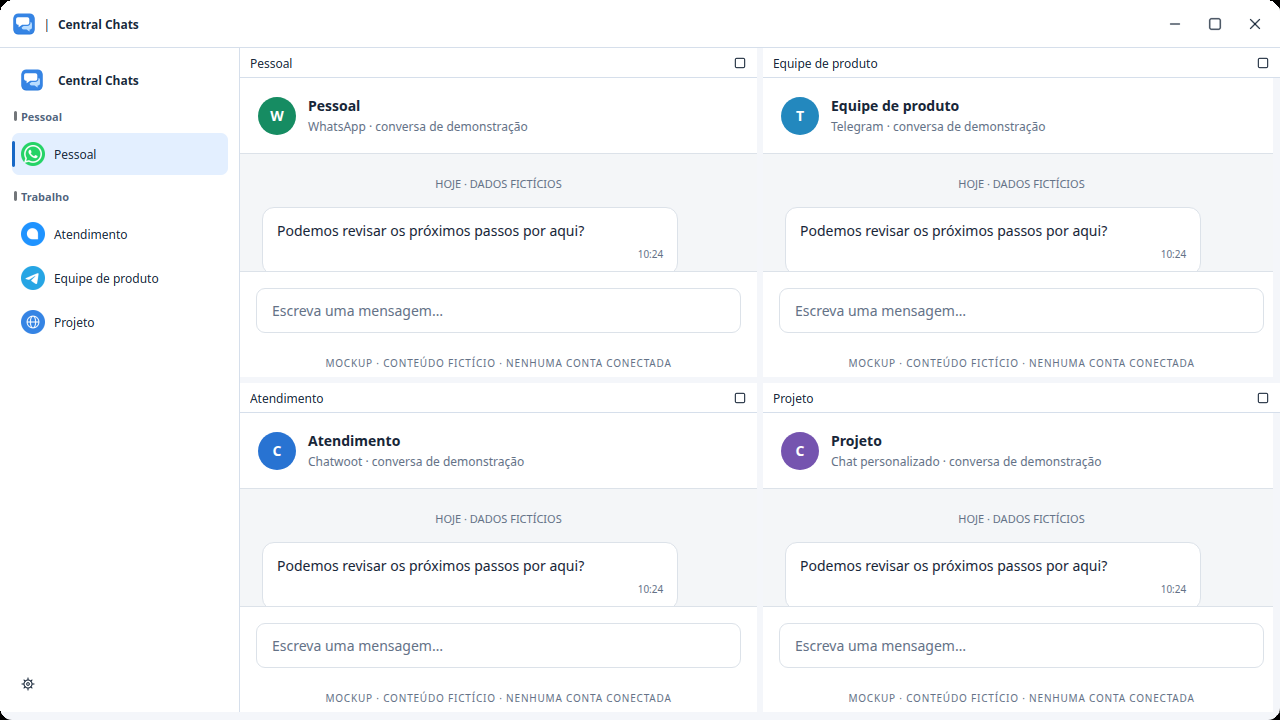 | Central Chats
Central Chats
Pessoal
Pessoal
Trabalho
Atendimento
Equipe de produto
Projeto
Pessoal
W
Pessoal
WhatsApp · conversa de demonstração
HOJE · DADOS FICTÍCIOS
Podemos revisar os próximos passos por aqui?
10:24
Escreva uma mensagem...
MOCKUP · CONTEÚDO FICTÍCIO · NENHUMA CONTA CONECTADA
Equipe de produto
T
Equipe de produto
Telegram · conversa de demonstração
HOJE · DADOS FICTÍCIOS
Podemos revisar os próximos passos por aqui?
10:24
Escreva uma mensagem...
MOCKUP · CONTEÚDO FICTÍCIO · NENHUMA CONTA CONECTADA
Atendimento
C
Atendimento
Chatwoot · conversa de demonstração
HOJE · DADOS FICTÍCIOS
Podemos revisar os próximos passos por aqui?
10:24
Escreva uma mensagem...
MOCKUP · CONTEÚDO FICTÍCIO · NENHUMA CONTA CONECTADA
Projeto
C
Projeto
Chat personalizado · conversa de demonstração
HOJE · DADOS FICTÍCIOS
Podemos revisar os próximos passos por aqui?
10:24
Escreva uma mensagem...
MOCKUP · CONTEÚDO FICTÍCIO · NENHUMA CONTA CONECTADA